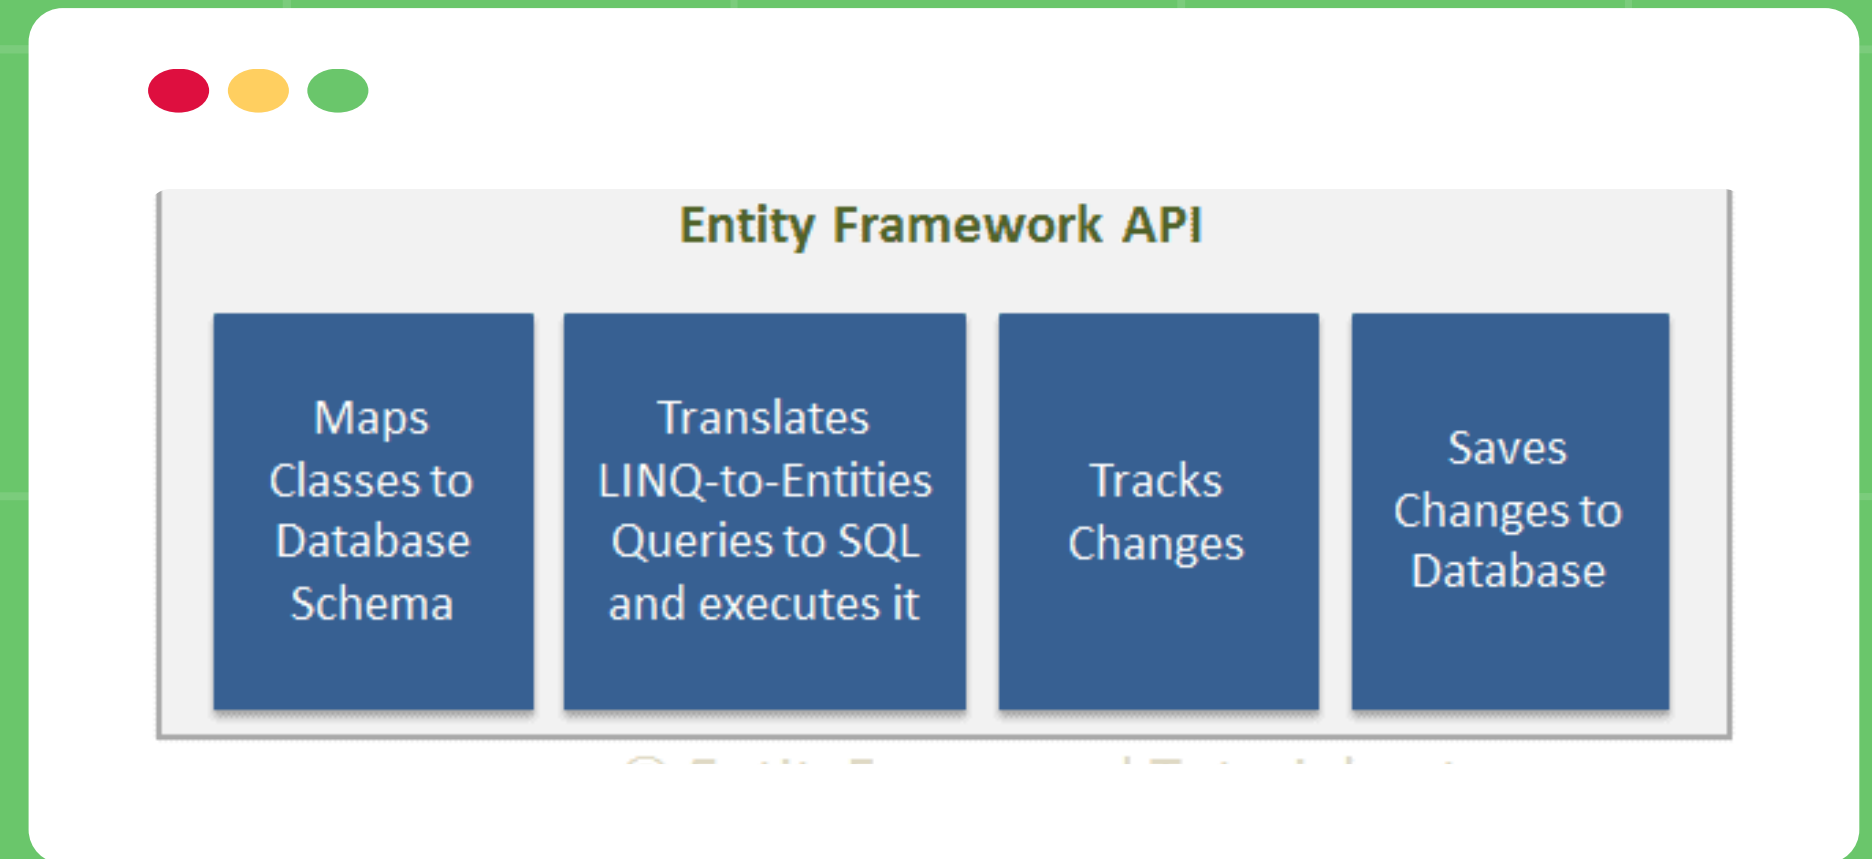 Entity Framework API
Maps
Classes to
Database
Schema
Translates
LINQ-to-Entities
Queries to SQL
and executes it
Tracks
Changes
Saves
Changes to
Database